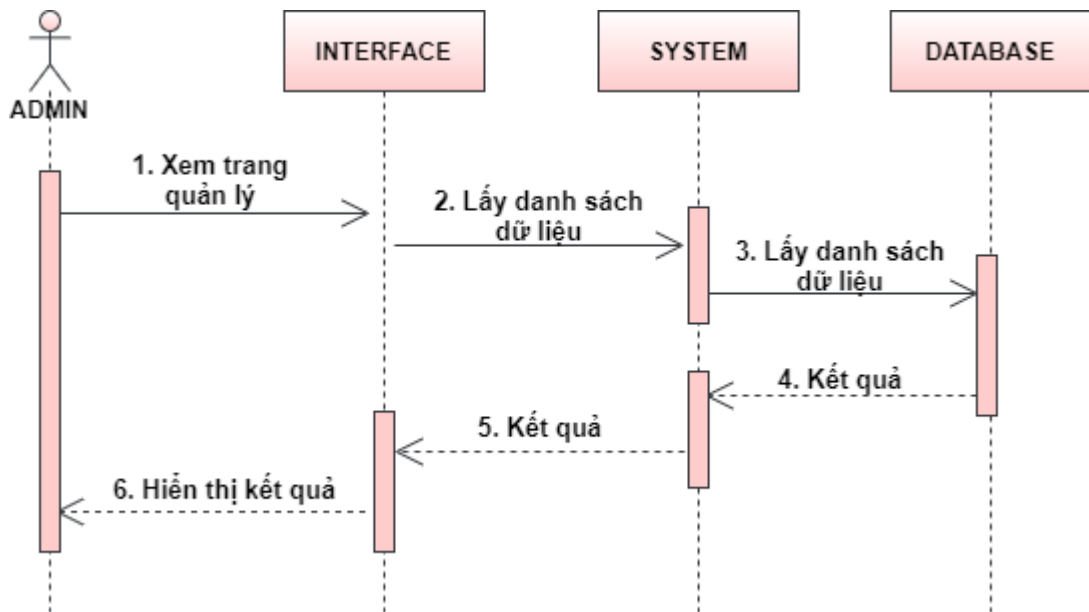 INTERFACE
SYSTEM
DATABASE
ADMIN
1. Xem trang
quản lý
2. Lấy danh sách
dữ liệu
3. Lấy danh sách
dữ liệu
4. Kết quả
5. Kết quả
6. Hiển thị kết quả